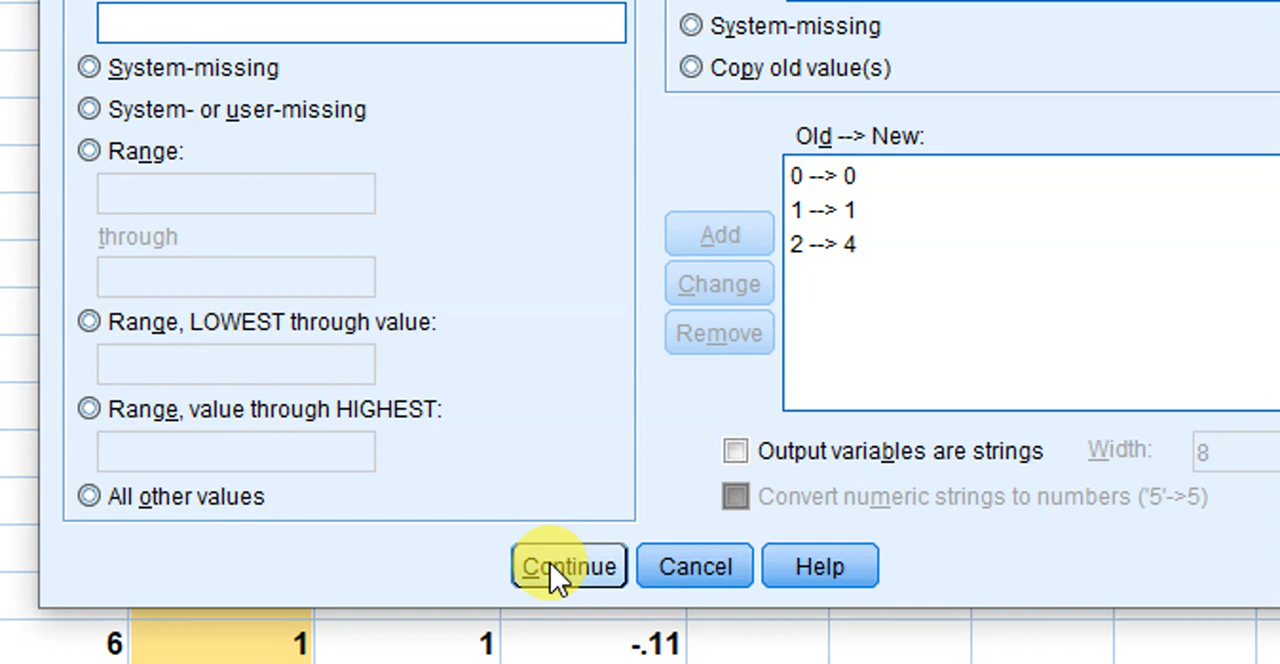 System-missing
System- or user-missing
Range:
through
Range, LOWEST through value:
Range, value through HIGHEST:
All other values
System-missing
Copy old value(s)
Old --> New:
0 --> 0
1 --> 1
2 --> 4
Add
Change
Remove
Output variables are strings Width: 8
Convert numeric strings to numbers ('5'->5)
Continue Cancel Help
6 1 1 -.11